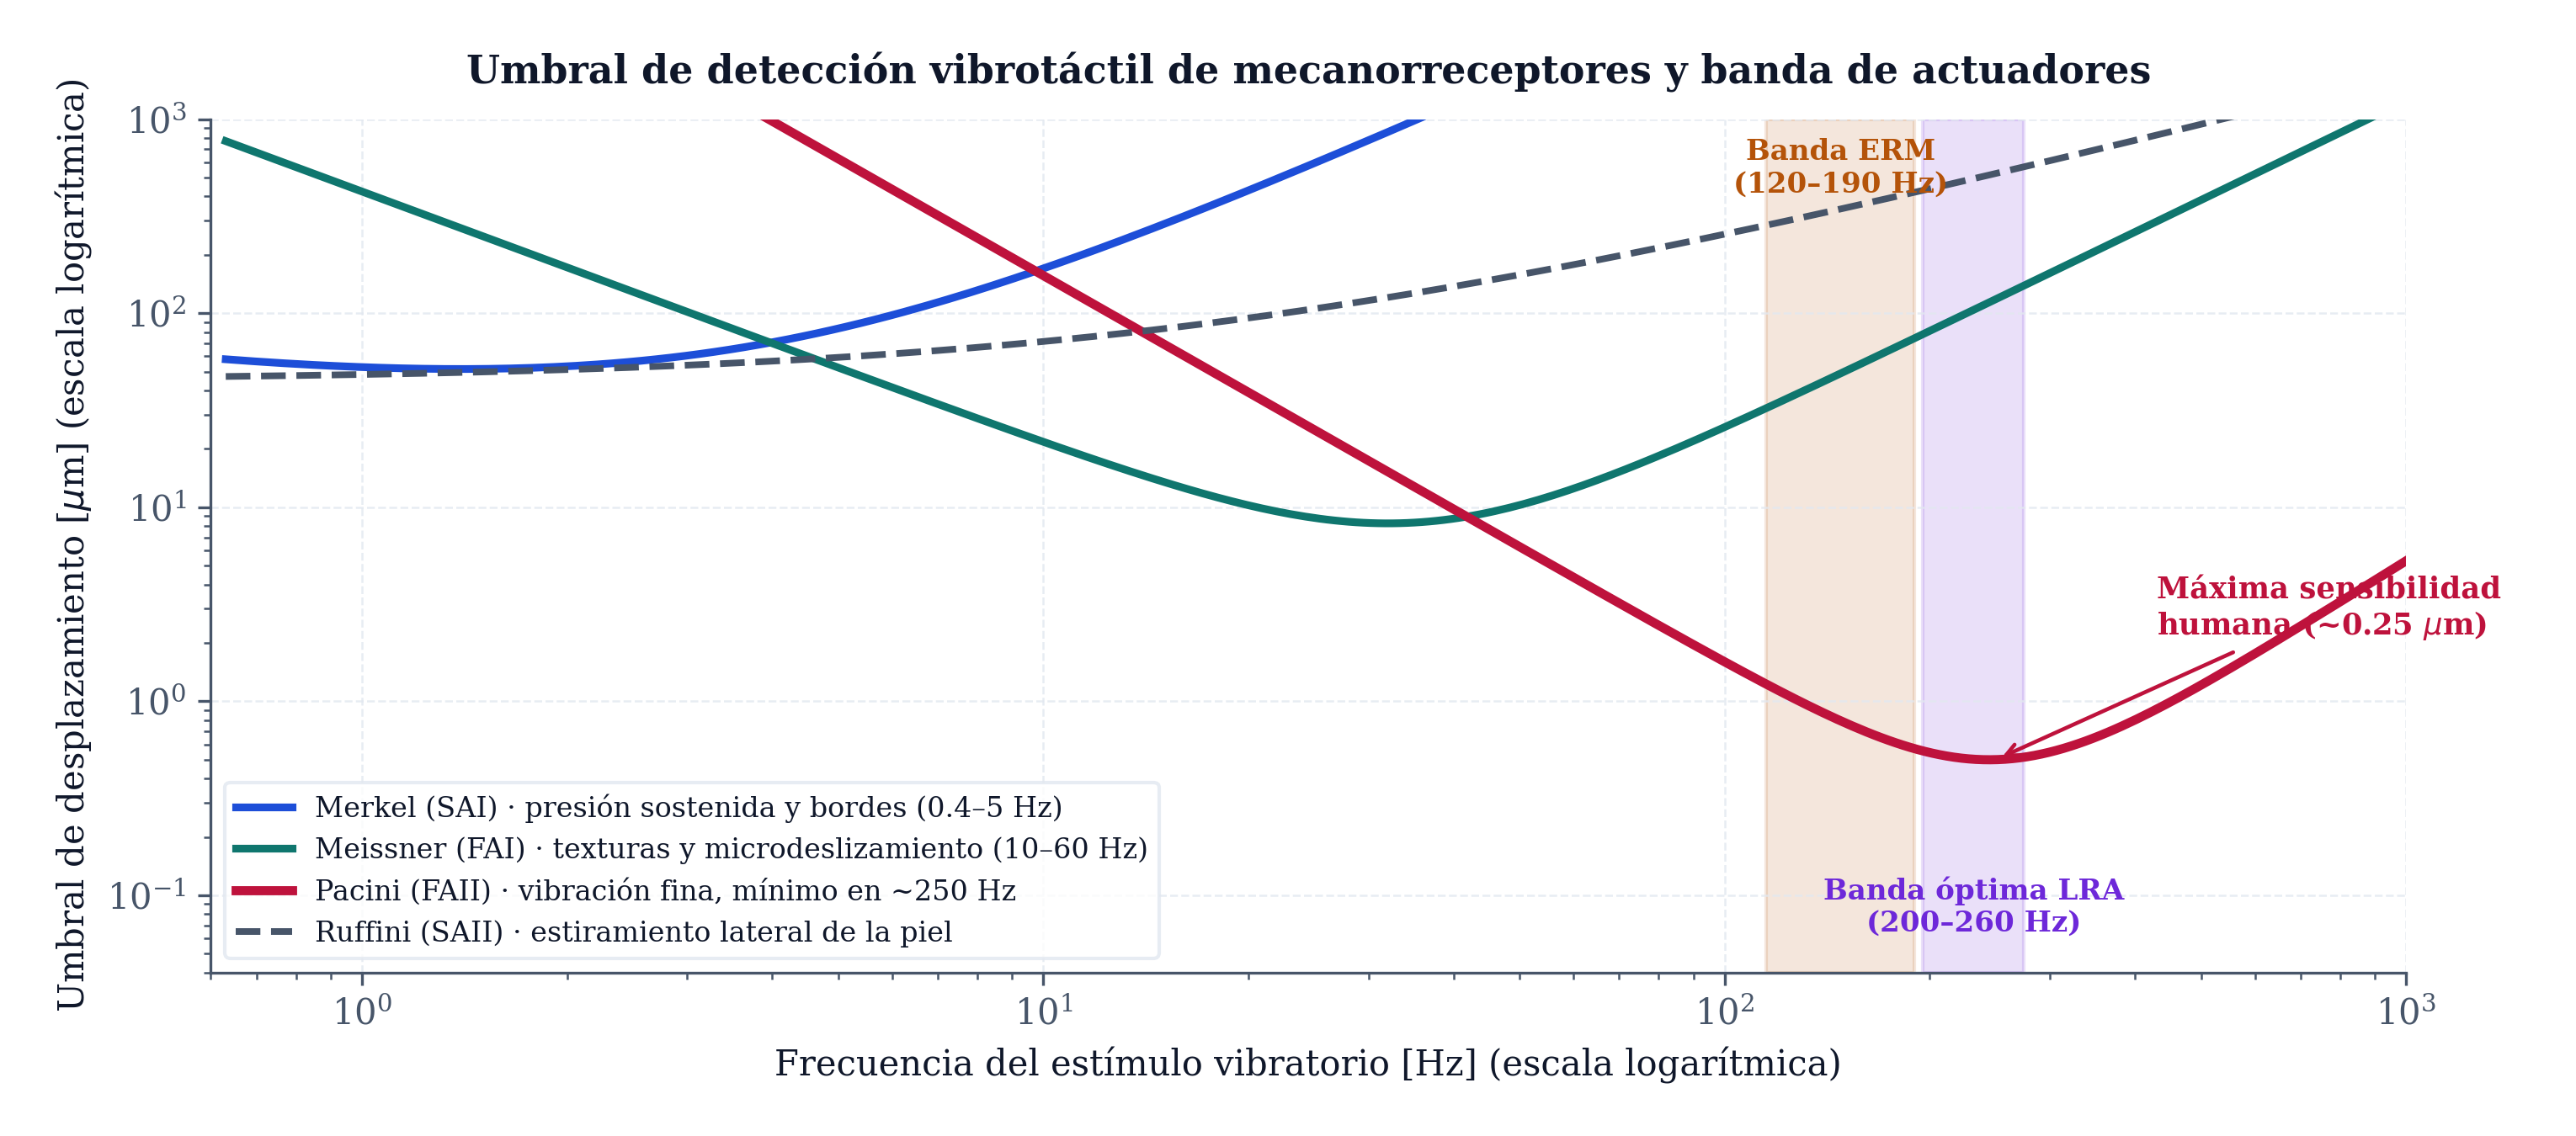 Umbral de detección vibrotáctil de mecanorreceptores y banda de actuadores
Umbral de desplazamiento [μm] (escala logarítmica)
10³
10²
10¹
10⁰
10⁻¹
Banda ERM
(120–190 Hz)
Máxima sensibilidad
humana (~0.25 μm)
Banda óptima LRA
(200–260 Hz)
Merkel (SAI) · presión sostenida y bordes (0.4–5 Hz)
Meissner (FAI) · texturas y microdeslizamiento (10–60 Hz)
Pacini (FAII) · vibración fina, mínimo en ~250 Hz
Ruffini (SAII) · estiramiento lateral de la piel
10⁰ 10¹ 10² 10³
Frecuencia del estímulo vibratorio [Hz] (escala logarítmica)